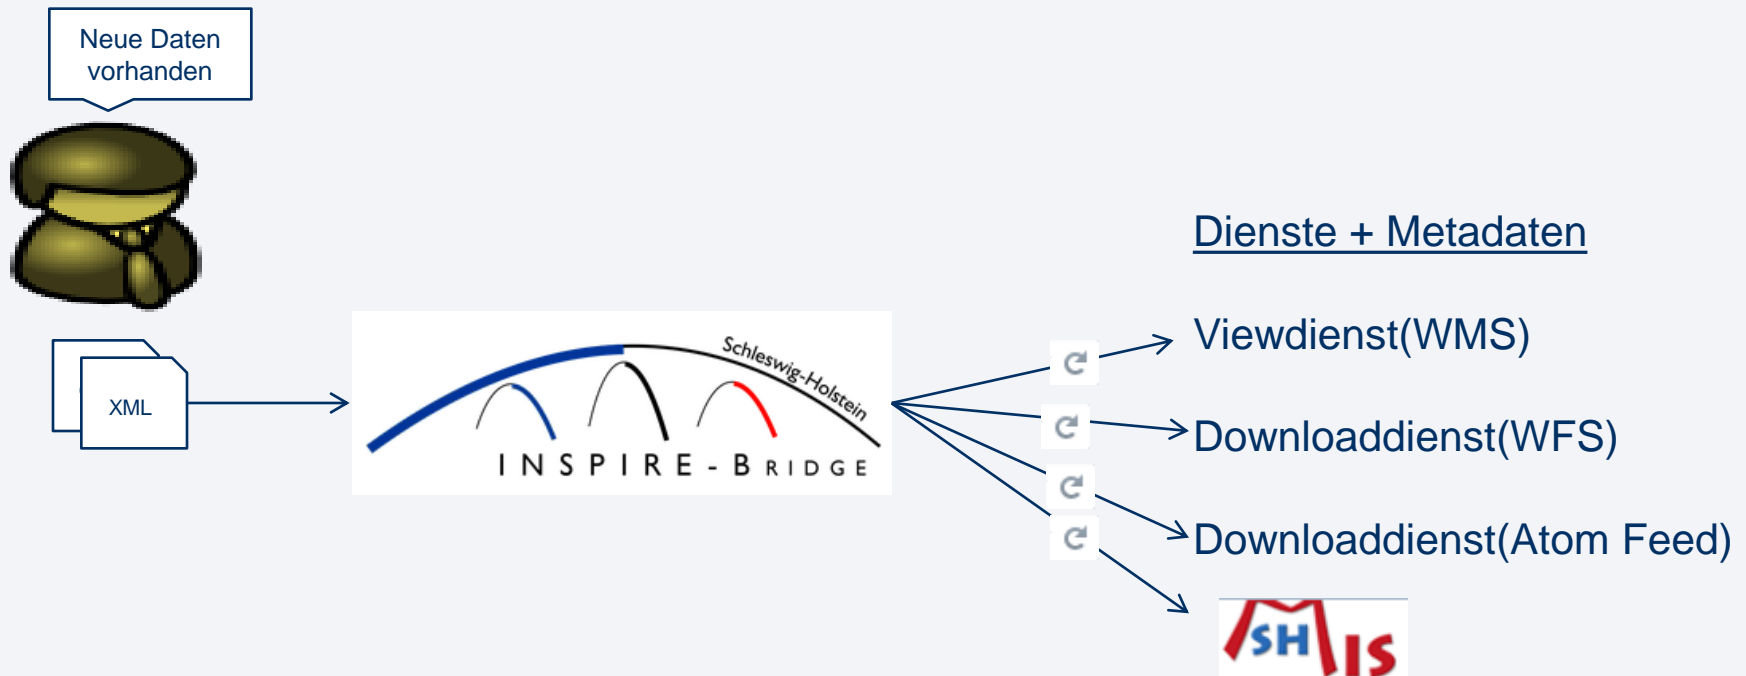 Neue Daten
vorhanden
XML
Schleswig-Holstein
INSPIRE-BRIDGE
Dienste + Metadaten
Viewdienst(WMS)
Downloaddienst(WFS)
Downloaddienst(Atom Feed)
SH IS